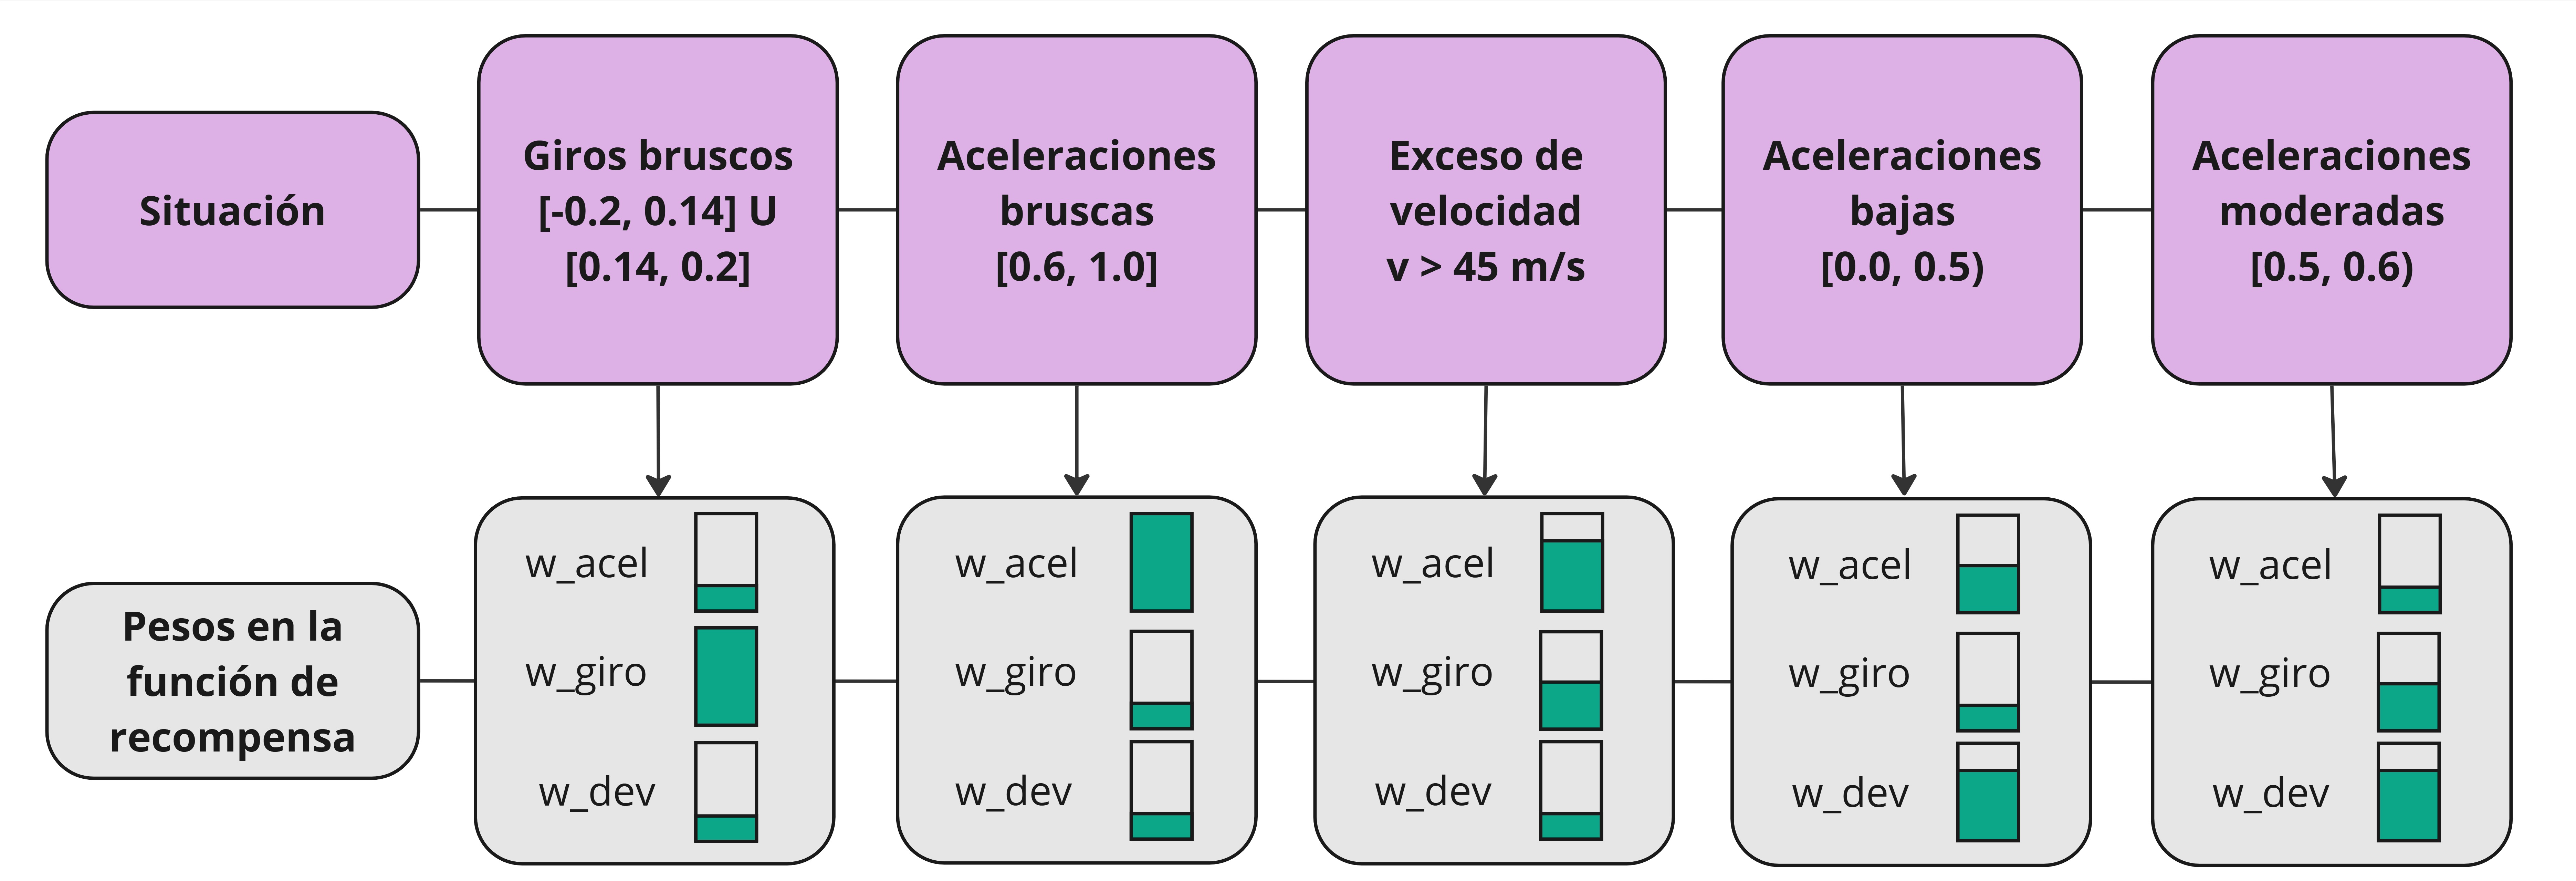 Situación
Giros bruscos
[-0.2, 0.14] U
[0.14, 0.2]
Aceleraciones
bruscas
[0.6, 1.0]
Exceso de
velocidad
v > 45 m/s
Aceleraciones
bajas
[0.0, 0.5)
Aceleraciones
moderadas
[0.5, 0.6)
Pesos en la
función de
recompensa
w_acel
w_giro
w_dev
w_acel
w_giro
w_dev
w_acel
w_giro
w_dev
w_acel
w_giro
w_dev
w_acel
w_giro
w_dev